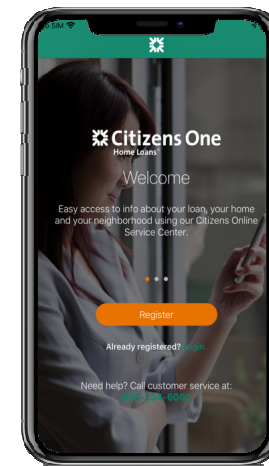 SIM
Citizens One
Home Loans
Welcome
Easy access to info about your loan, your home
and your neighborhood using our Citizens Online
Service Center.
Register
Already registered? Login
Need help? Call customer service at: